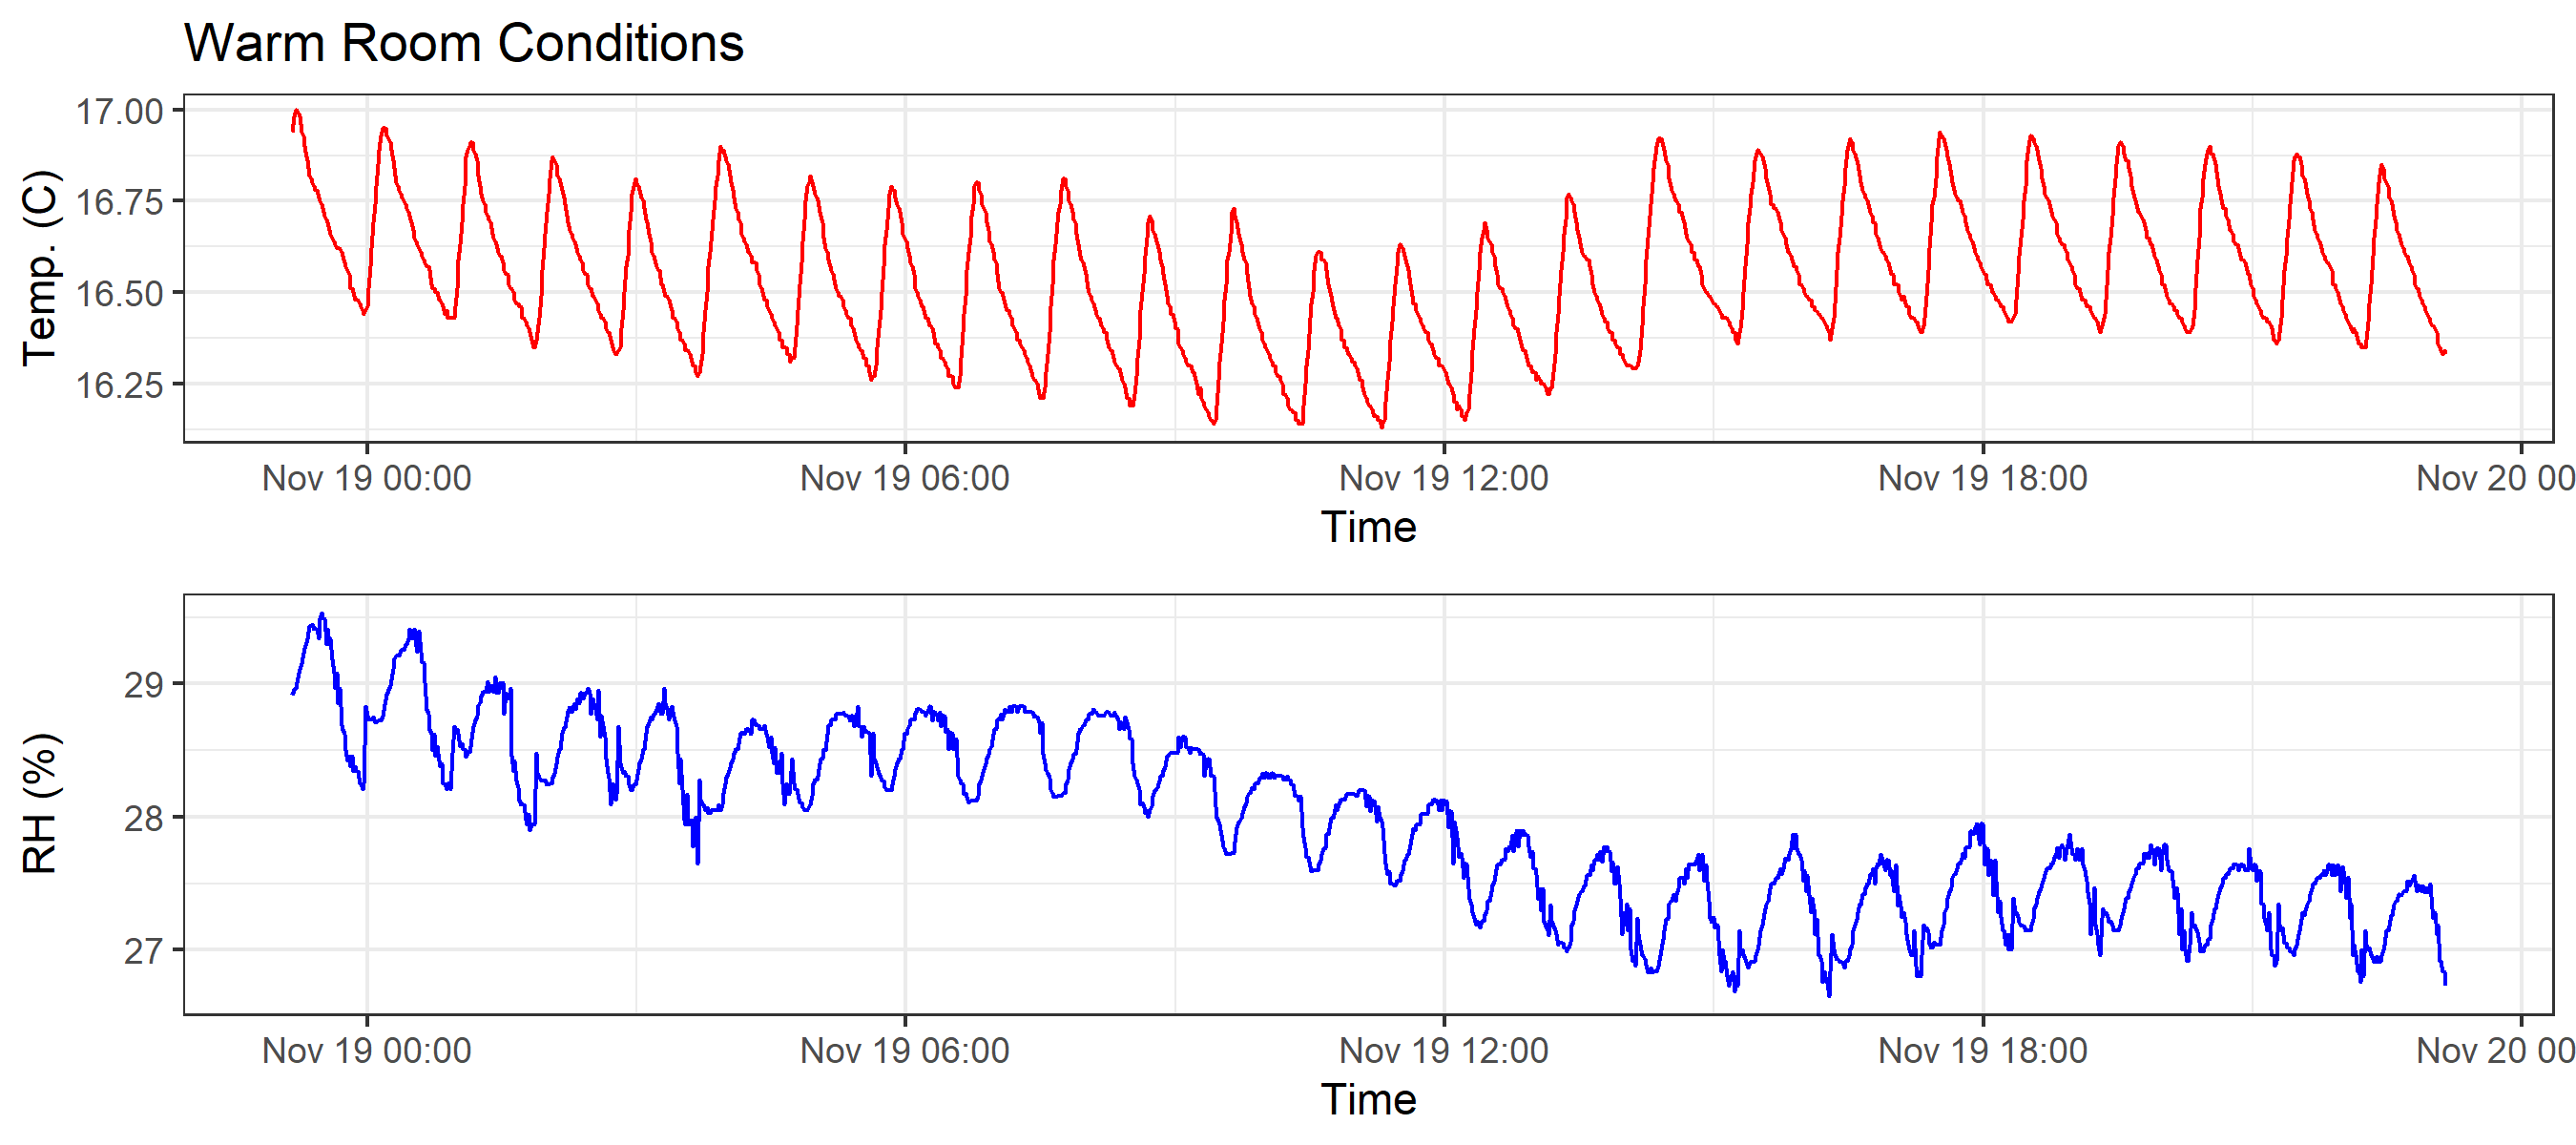 Warm Room Conditions
Temp. (C)
17.00
16.75
16.50
16.25
Nov 19 00:00 Nov 19 06:00 Nov 19 12:00 Nov 19 18:00 Nov 20 00
Time
RH (%)
29
28
27
Nov 19 00:00 Nov 19 06:00 Nov 19 12:00 Nov 19 18:00 Nov 20 00
Time